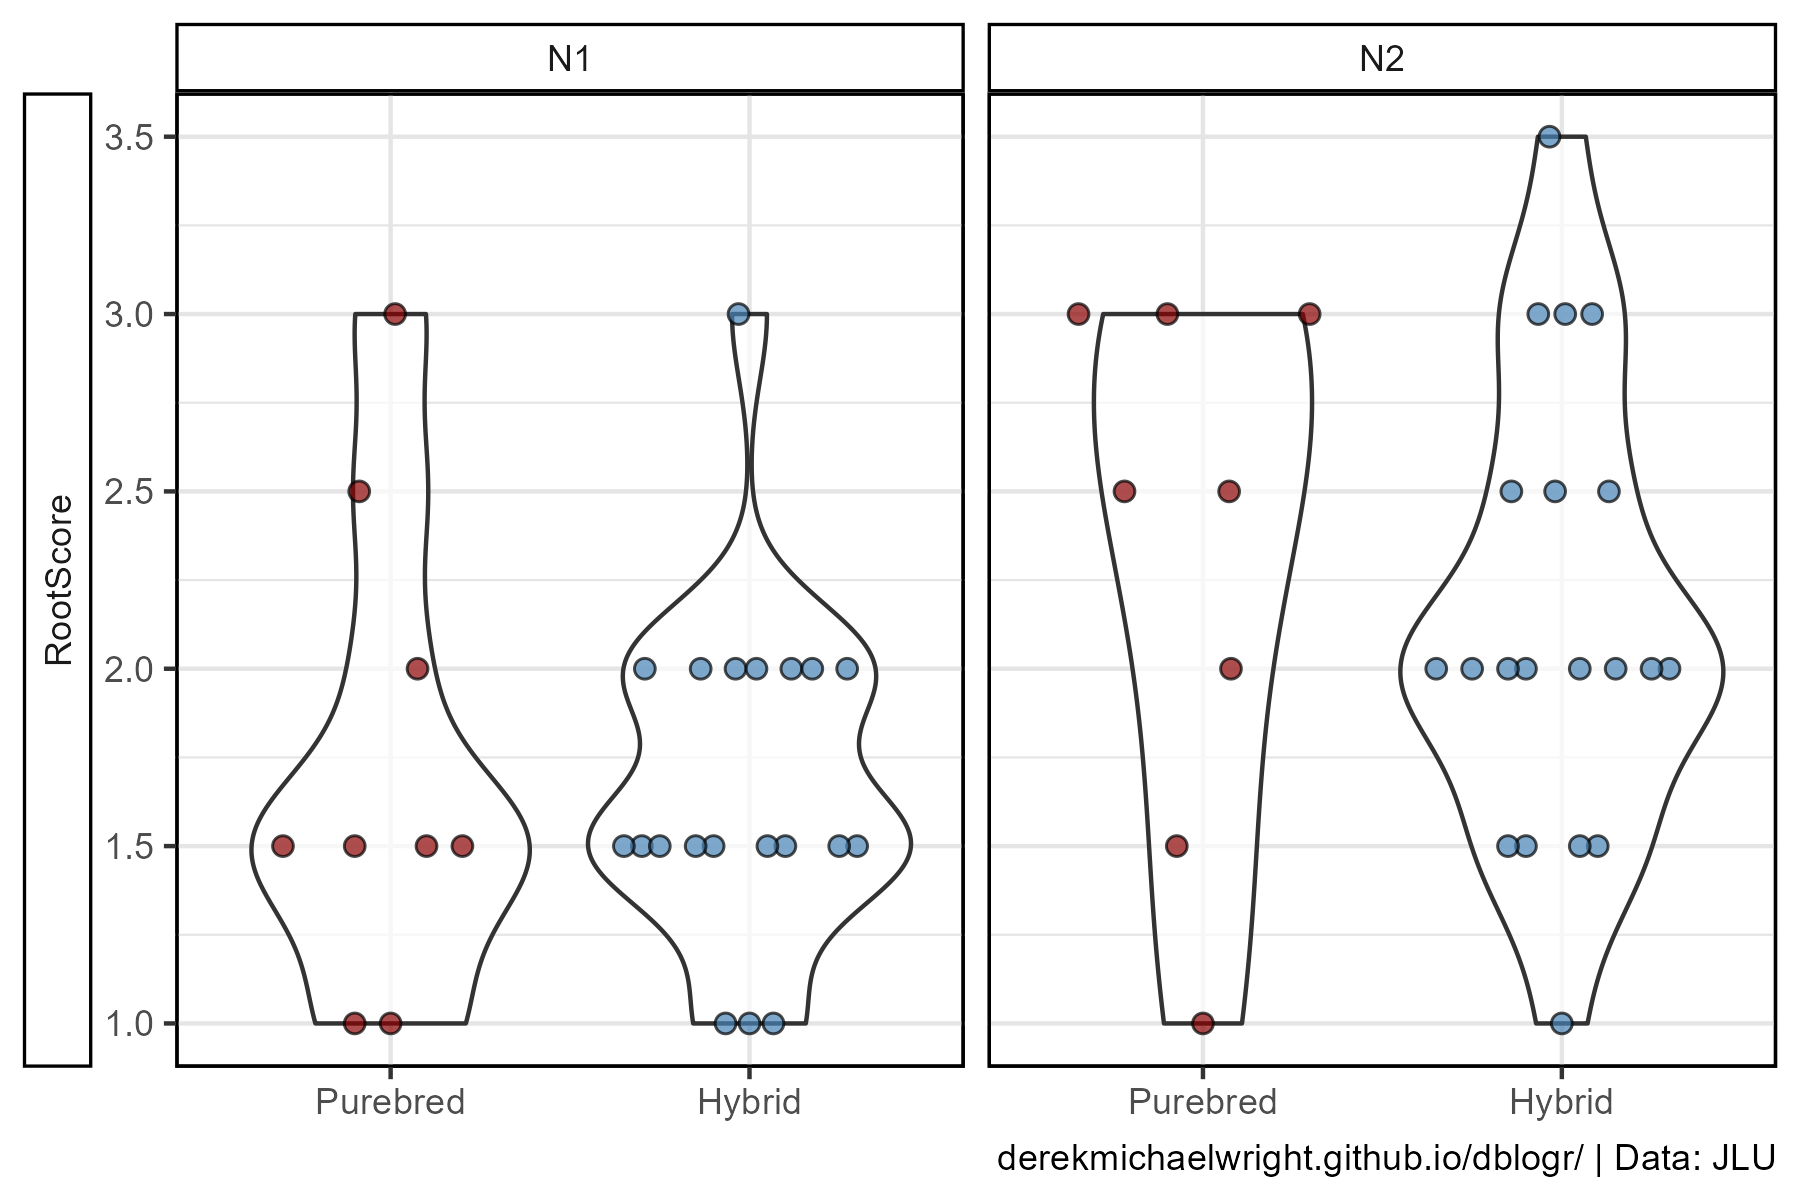 N1
N2
RootScore
3.5
3.0
2.5
2.0
1.5
1.0
Purebred
Hybrid
Purebred
Hybrid
derekmichaelwright.github.io/dblogr/ | Data: JLU